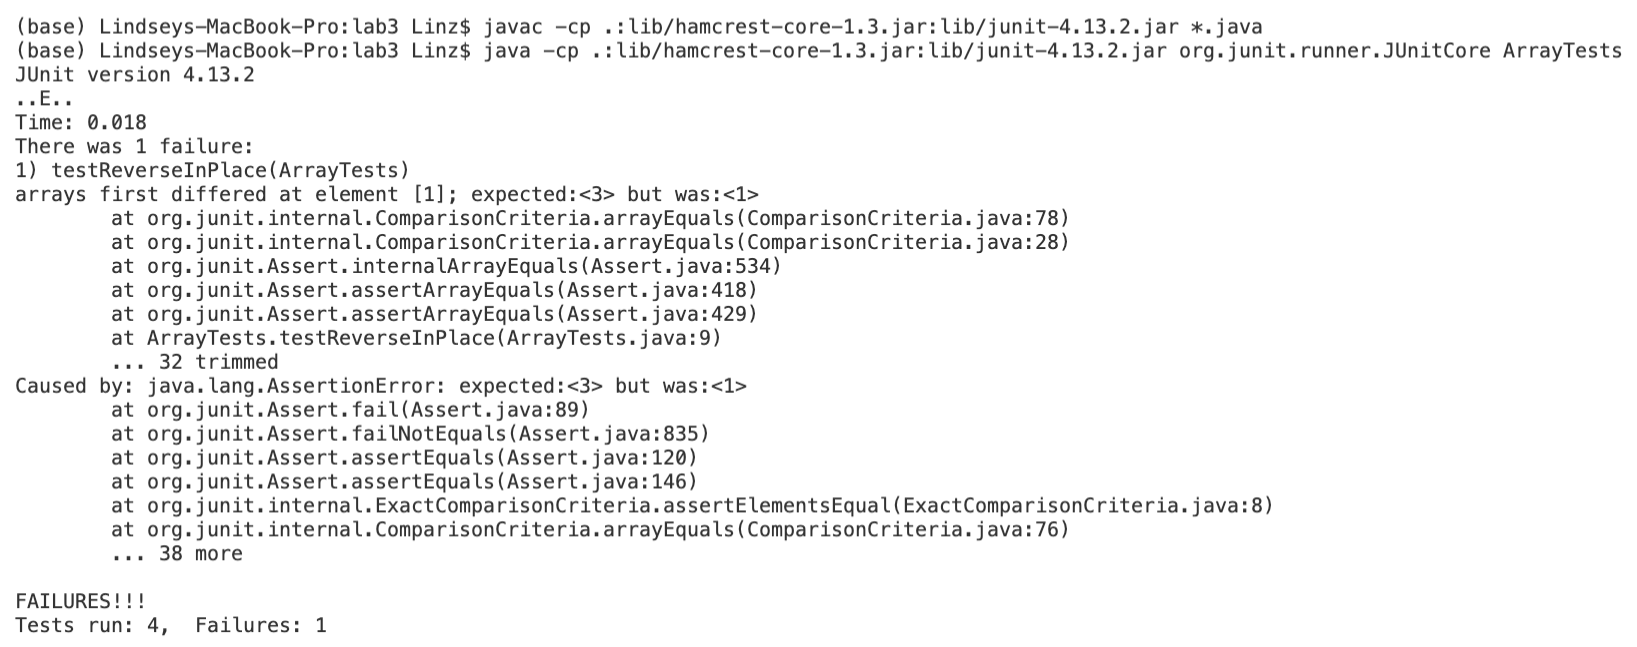 (base) Lindseys-MacBook-Pro:lab3 Linz$ javac -cp .:lib/hamcrest-core-1.3.jar:lib/junit-4.13.2.jar *.java
(base) Lindseys-MacBook-Pro:lab3 Linz$ java -cp .:lib/hamcrest-core-1.3.jar:lib/junit-4.13.2.jar org.junit.runner.JUnitCore ArrayTests
JUnit version 4.13.2
..E..
Time: 0.018
There was 1 failure:
1) testReverseInPlace(ArrayTests)
arrays first differed at element [1]; expected:<3> but was:<1>
        at org.junit.internal.ComparisonCriteria.arrayEquals(ComparisonCriteria.java:78)
        at org.junit.internal.ComparisonCriteria.arrayEquals(ComparisonCriteria.java:28)
        at org.junit.Assert.internalArrayEquals(Assert.java:534)
        at org.junit.Assert.assertArrayEquals(Assert.java:418)
        at org.junit.Assert.assertArrayEquals(Assert.java:429)
        at ArrayTests.testReverseInPlace(ArrayTests.java:9)
        ... 32 trimmed
Caused by: java.lang.AssertionError: expected:<3> but was:<1>
        at org.junit.Assert.fail(Assert.java:89)
        at org.junit.Assert.failNotEquals(Assert.java:835)
        at org.junit.Assert.assertEquals(Assert.java:120)
        at org.junit.Assert.assertEquals(Assert.java:146)
        at org.junit.internal.ExactComparisonCriteria.assertElementsEqual(ExactComparisonCriteria.java:8)
        at org.junit.internal.ComparisonCriteria.arrayEquals(ComparisonCriteria.java:76)
        ... 38 more

FAILURES!!!
Tests run: 4,  Failures: 1